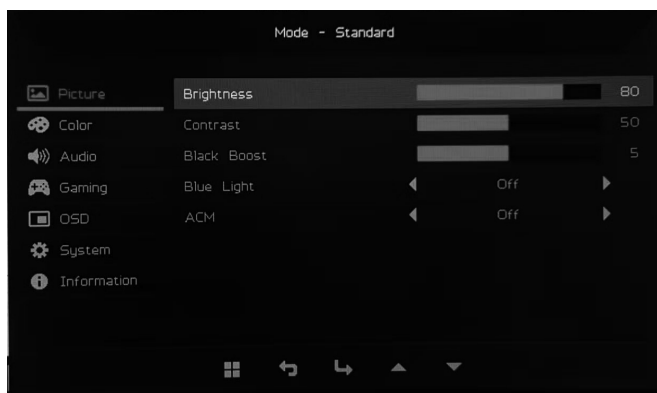 Mode - Standard
Picture
Brightness 80
Color
Contrast 50
Audio
Black Boost 5
Gaming
Blue Light Off
OSD
ACM Off
System
Information